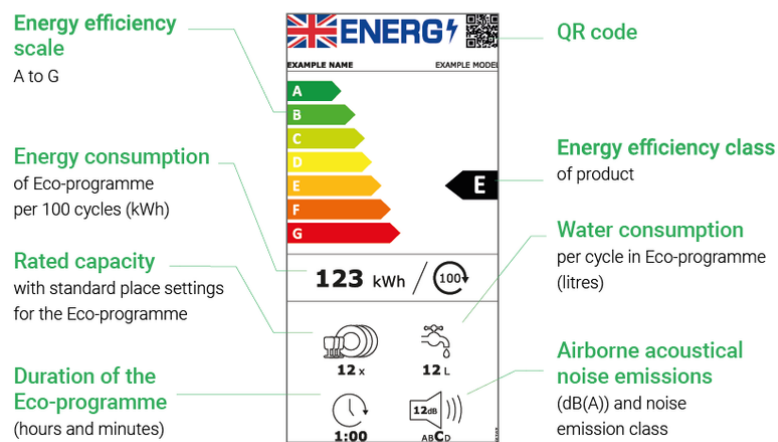 Energy efficiency
scale
A to G
Energy consumption
of Eco-programme
per 100 cycles (kWh)
Rated capacity
with standard place settings
for the Eco-programme
Duration of the
Eco-programme
(hours and minutes)
ENERG
EXAMPLE NAME EXAMPLE MODEL
A
B
C
D
E
E
F
G
123 kWh / 100
12 x
12 L
1:00
12dB
ABCD
QR code
Energy efficiency class
of product
Water consumption
per cycle in Eco-programme
(litres)
Airborne acoustical
noise emissions
(dB(A)) and noise
emission class